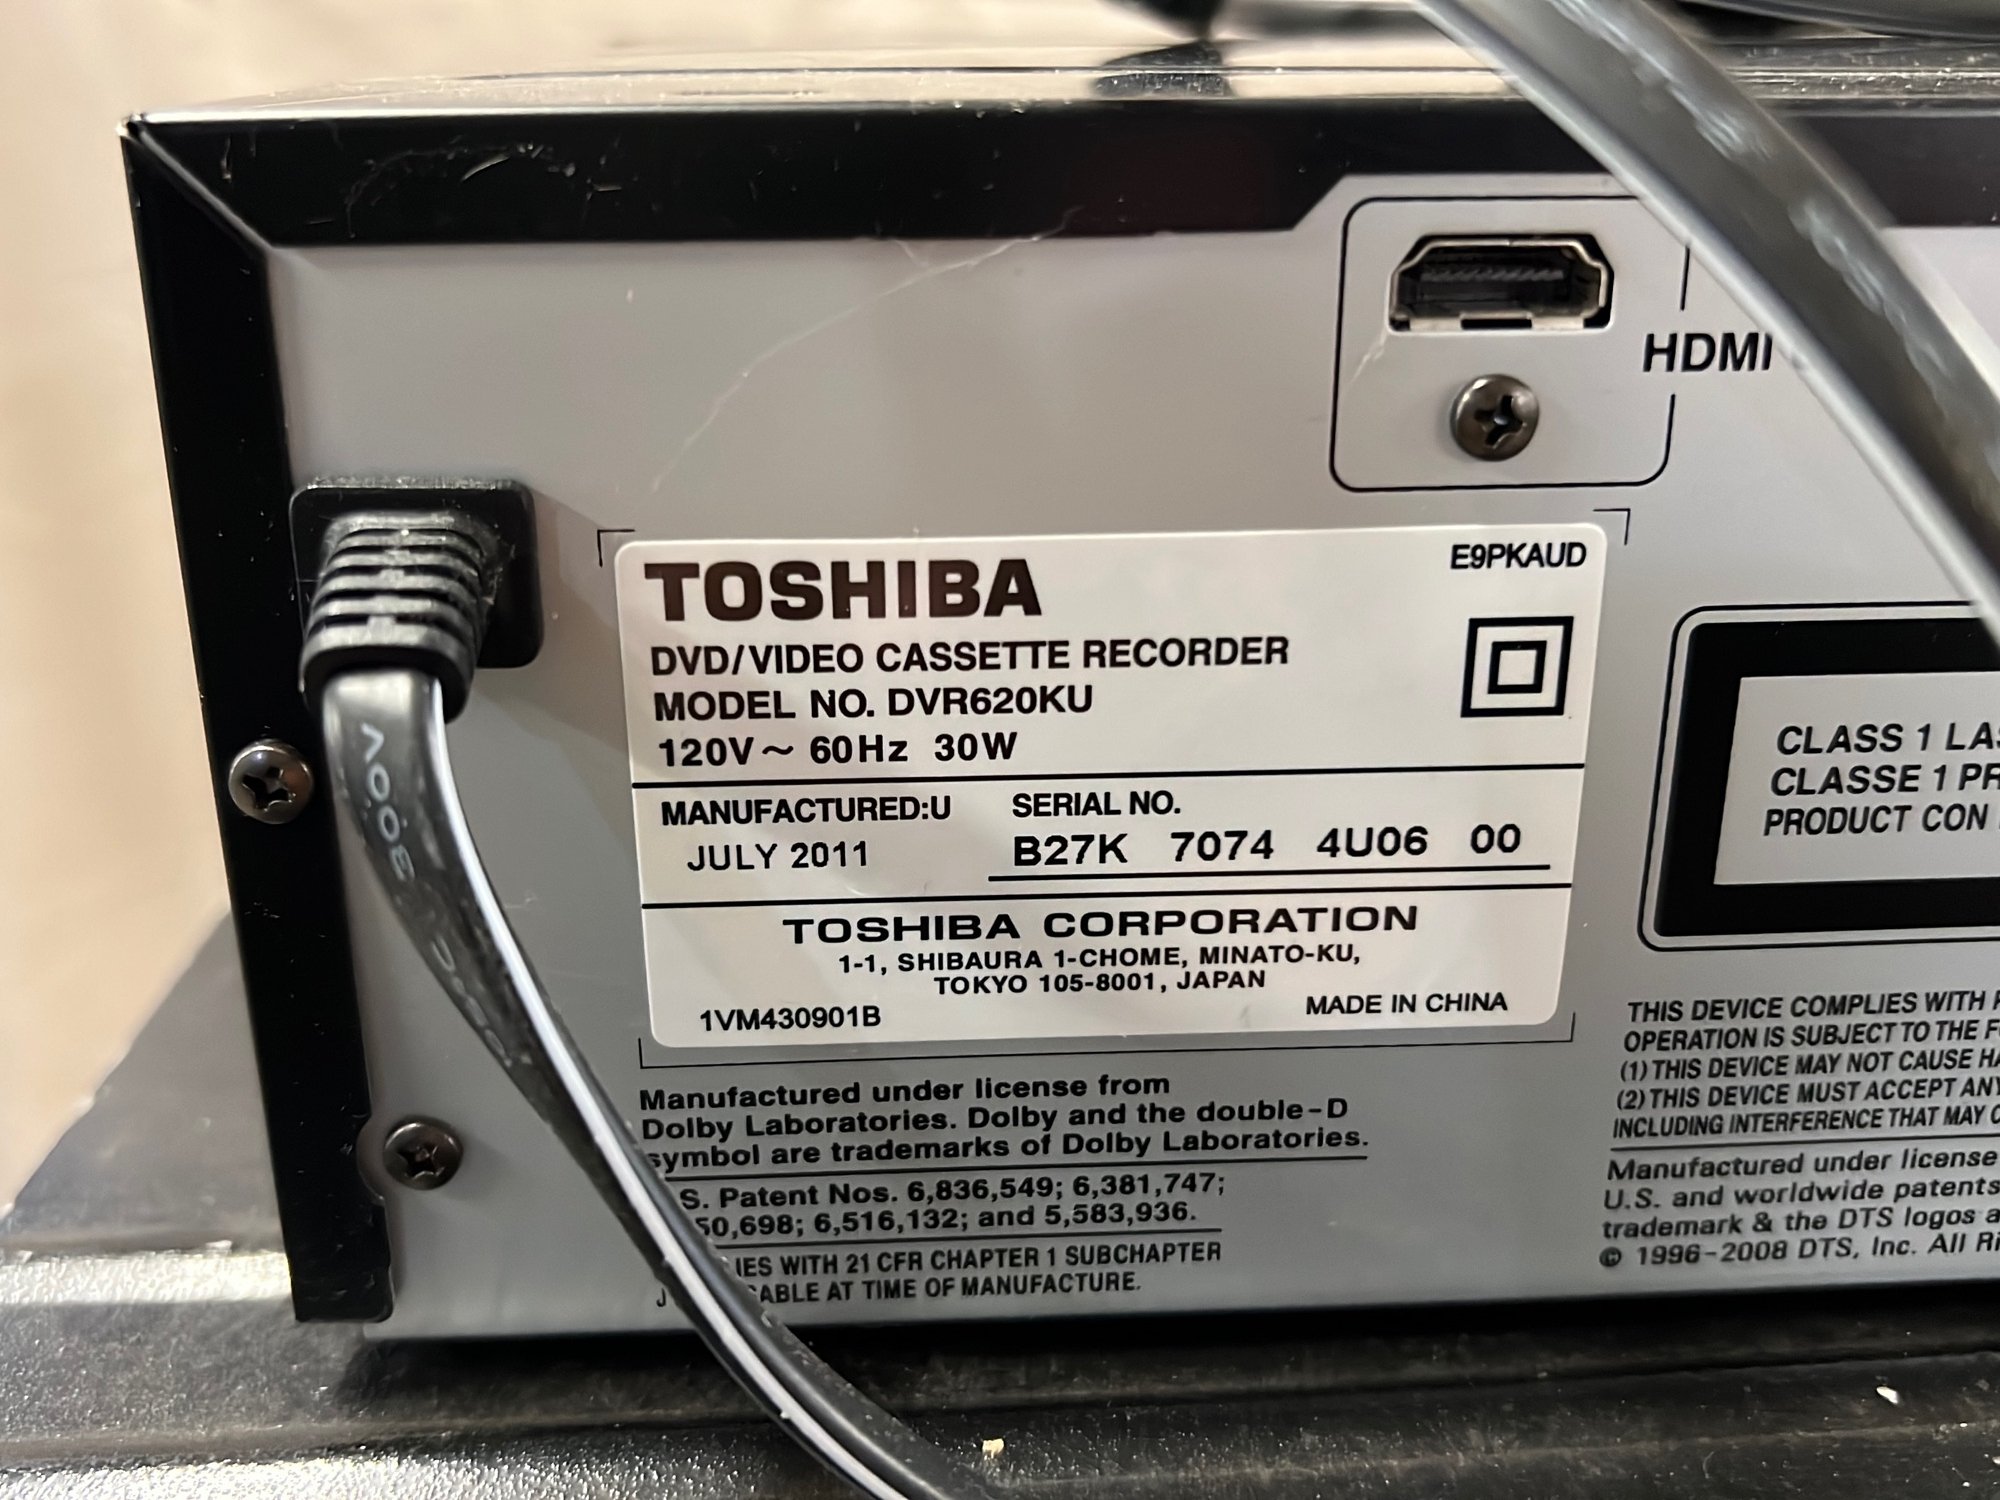 HDMI
TOSHIBA
E9PKAUD
DVD/VIDEO CASSETTE RECORDER
MODEL NO. DVR620KU
120V~ 60Hz 30W
MANUFACTURED:U
SERIAL NO.
JULY 2011
B27K 7074 4U06 00
TOSHIBA CORPORATION
1-1, SHIBAURA 1-CHOME, MINATO-KU,
TOKYO 105-8001, JAPAN
1VM430901B
MADE IN CHINA
Manufactured under license from
Dolby Laboratories. Dolby and the double-D
symbol are trademarks of Dolby Laboratories.
S. Patent Nos. 6,836,549; 6,381,747;
50,698; 6,516,132; and 5,583,936.
IES WITH 21 CFR CHAPTER 1 SUBCHAPTER
J CABLE AT TIME OF MANUFACTURE.
CLASS 1 LAS
CLASSE 1 PR
PRODUCT CON
THIS DEVICE COMPLIES WITH
OPERATION IS SUBJECT TO THE
(1) THIS DEVICE MAY NOT CAUSE HA
(2) THIS DEVICE MUST ACCEPT ANY
INCLUDING INTERFERENCE THAT MAY
Manufactured under license
U.S. and worldwide patents
trademark & the DTS logos a
© 1996-2008 DTS, Inc. All Ri